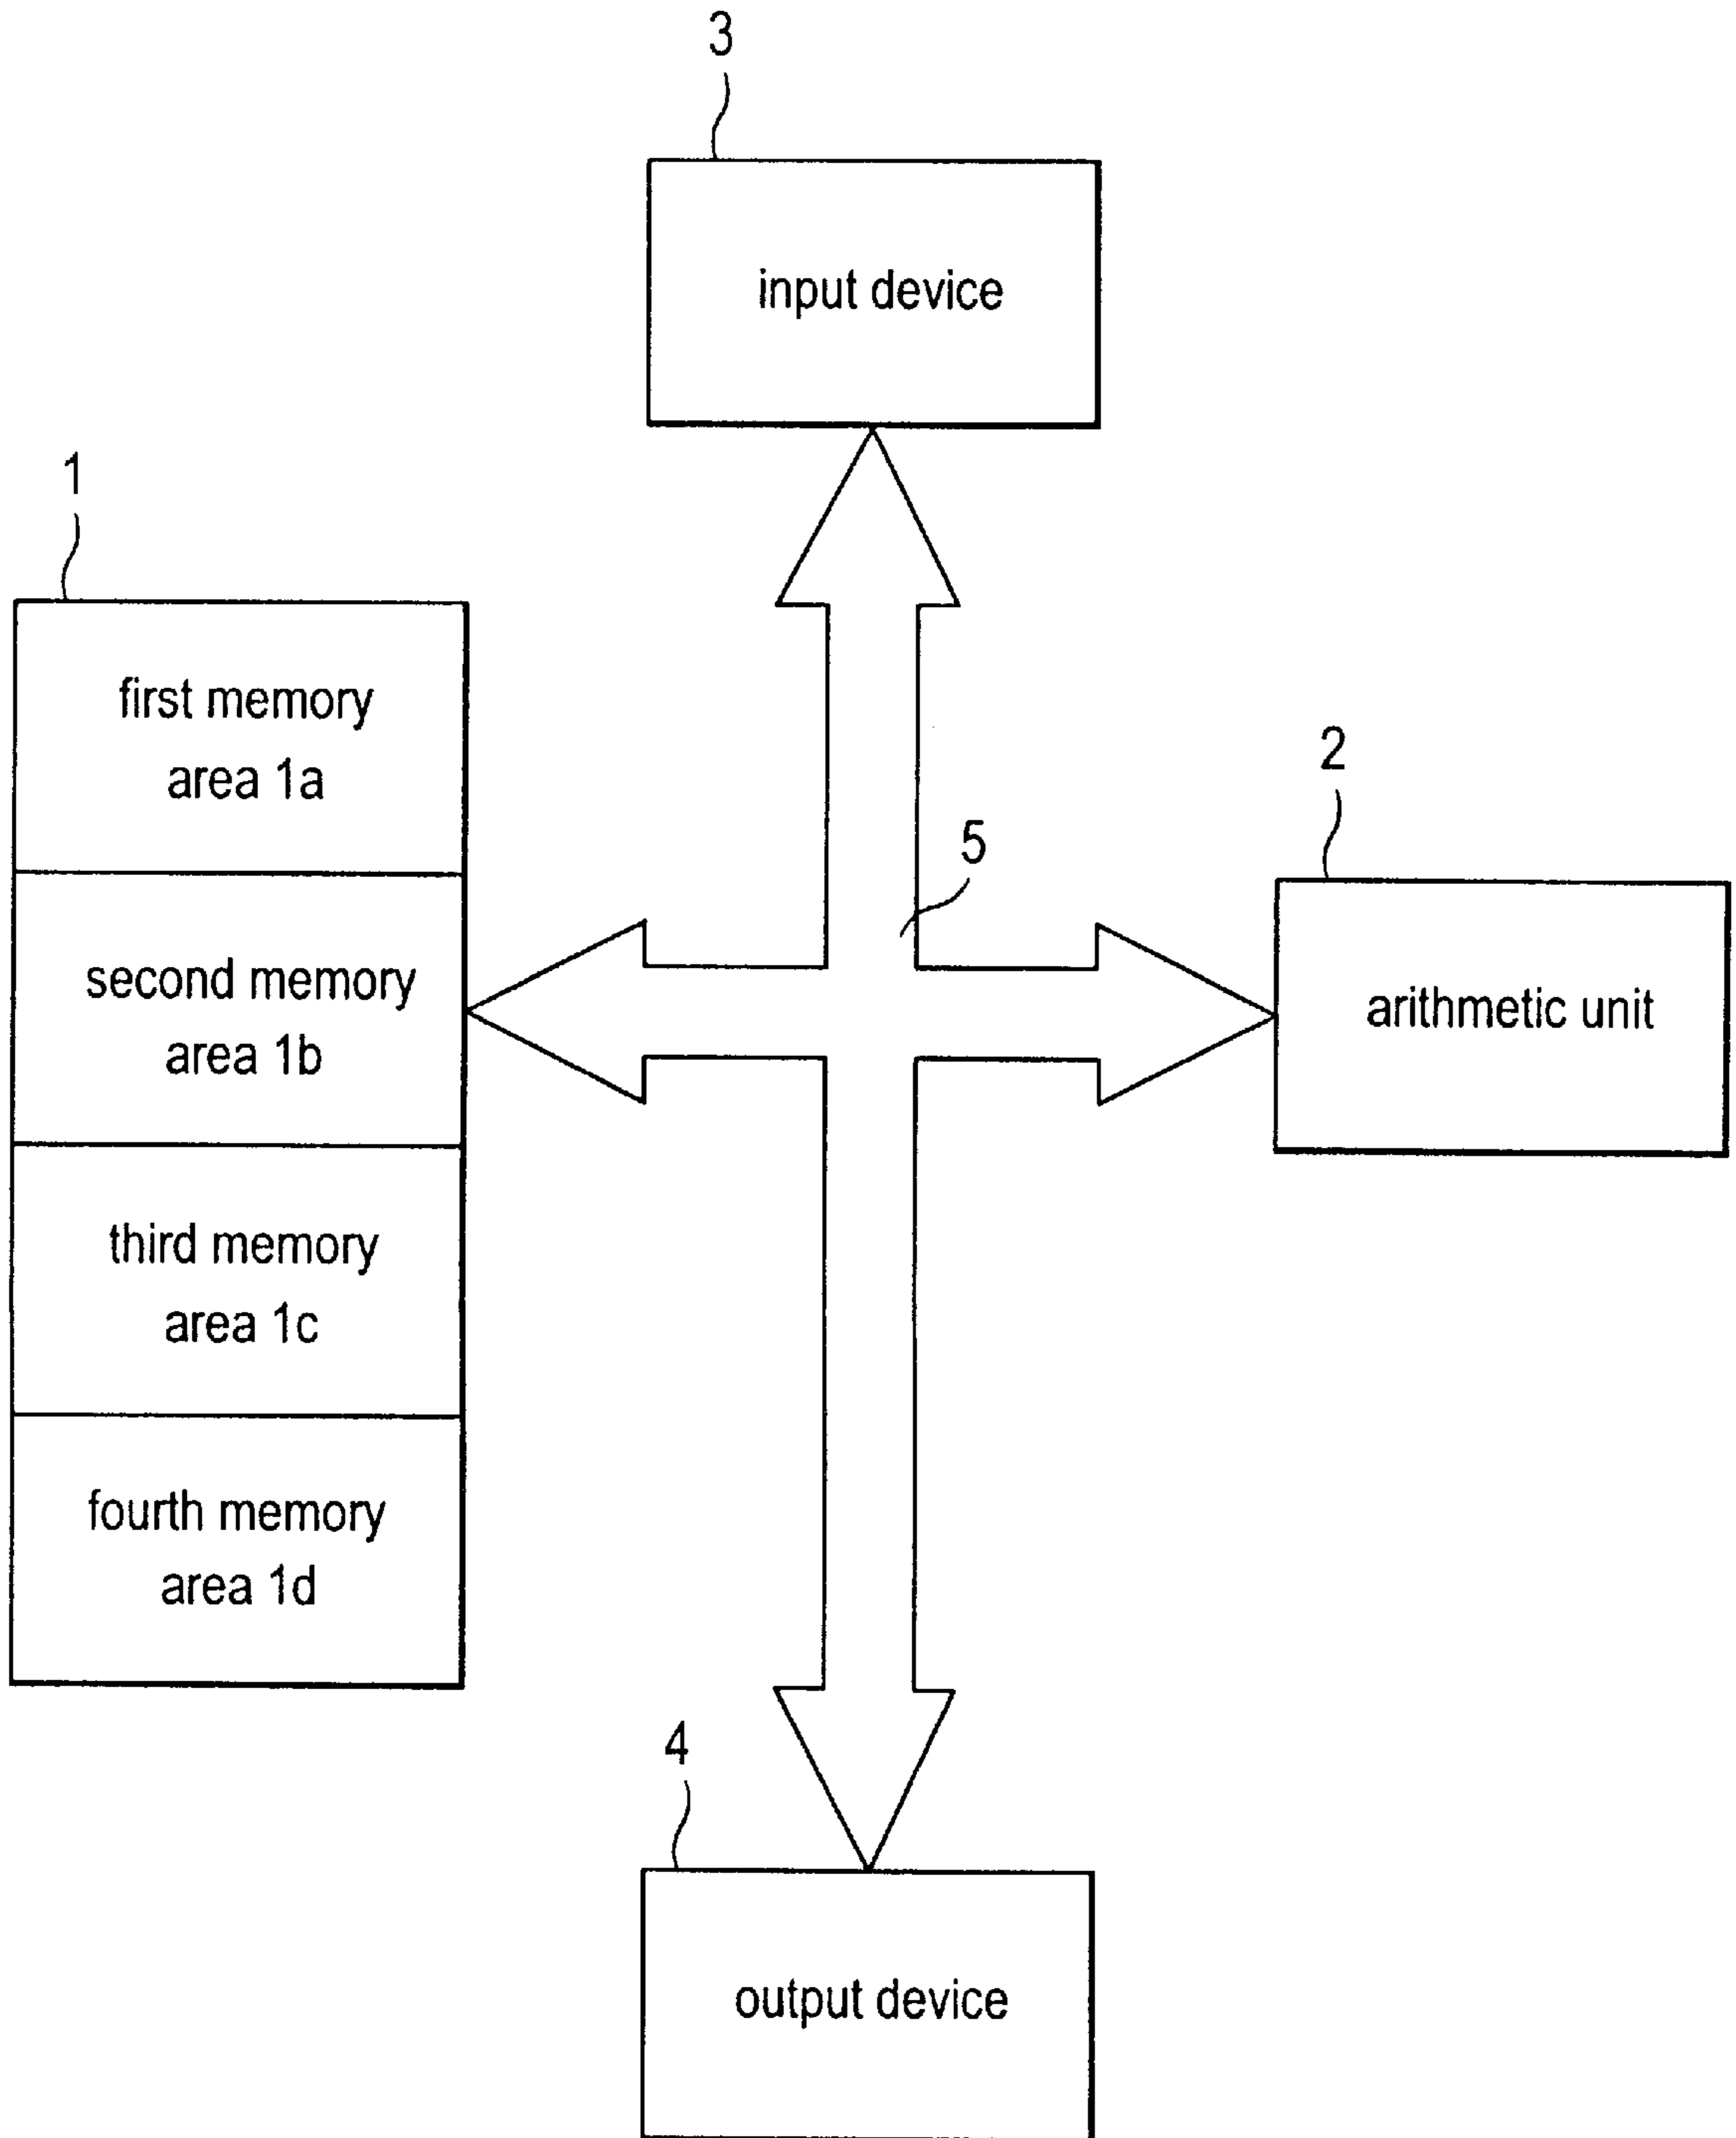 3
input device
1
first memory
area 1a
2
5
second memory
area 1b
arithmetic unit
third memory
area 1c
fourth memory
area 1d
4
output device